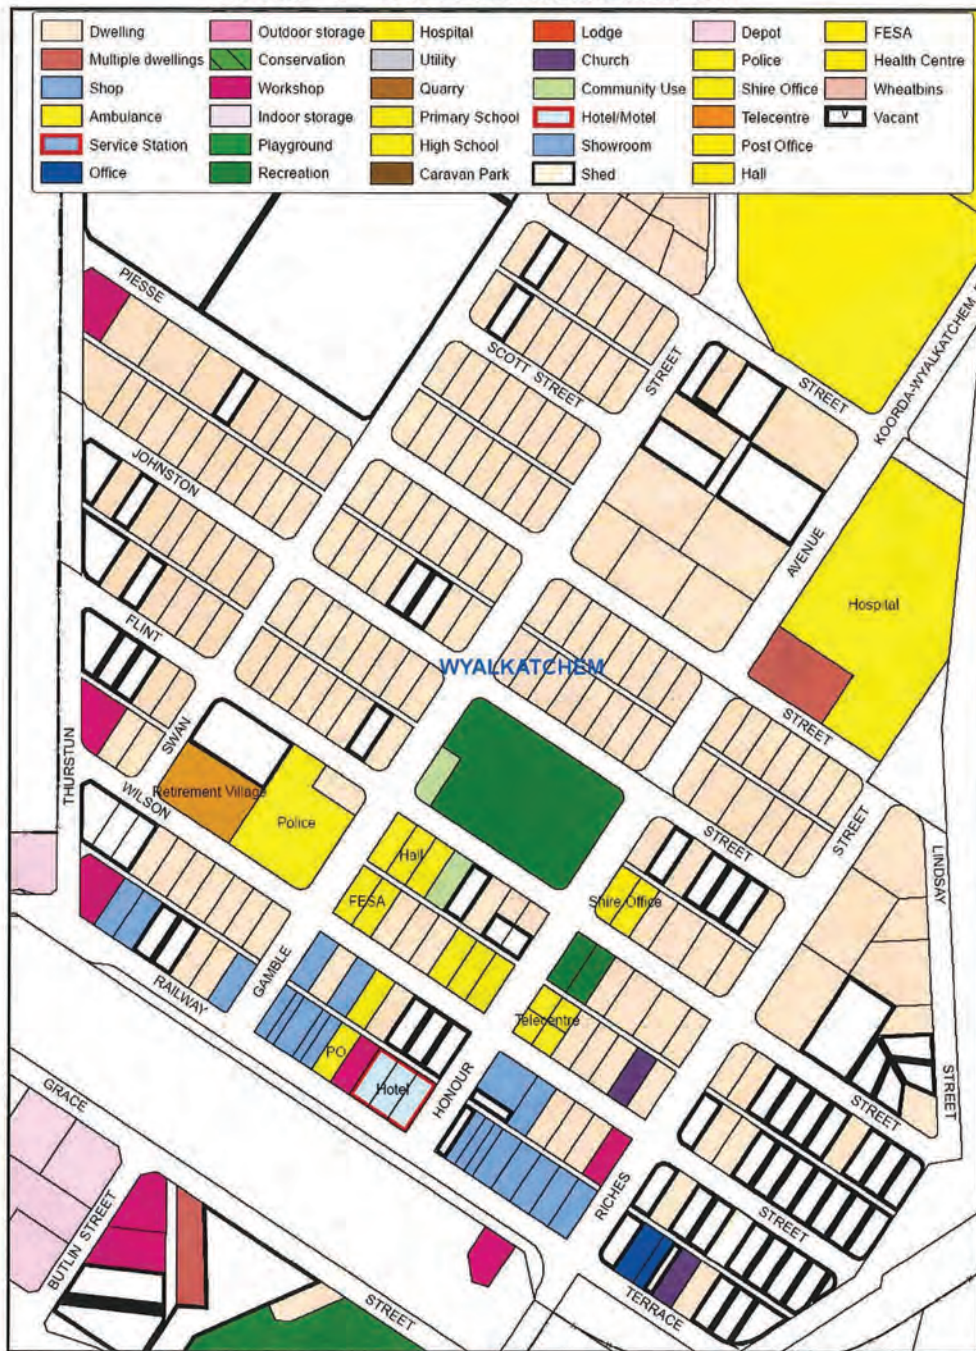 Dwelling
Multiple dwellings
Shop
Ambulance
Service Station
Office
Outdoor storage
Conservation
Workshop
Indoor storage
Playground
Recreation
Hospital
Utility
Quarry
Primary School
High School
Caravan Park
Lodge
Church
Community Use
Hotel/Motel
Showroom
Shed
Depot
Police
Shire Office
Telecentre
Post Office
Hall
FESA
Health Centre
Wheatbins
V Vacant
PIESSE
SCOTT STREET
STREET
STREET
KOORDA-WYALKATCHEM
JOHNSTON
AVENUE
Hospital
FLINT
WYALKATCHEM
STREET
SWAN
THURSTUN
Retirement Village
WILSON
Police
Hall
STREET
STREET
LINDSAY
FESA
Shire Office
GAMBLE
RAILWAY
Telecentre
PO
Hotel
HONOUR
GRACE
STREET
STREET
BUTLIN STREET
RICHES
STREET
STREET
TERRACE